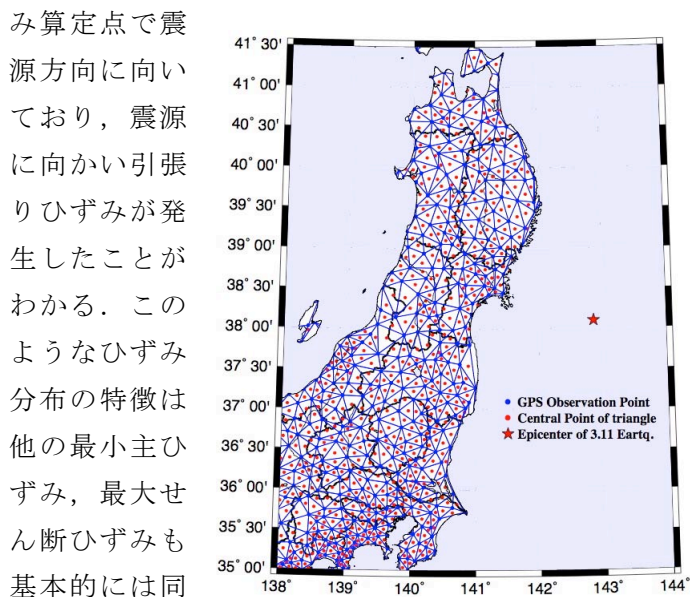 み算定点で震
源方向に向い
ており，震源
に向かい引張
りひずみが発
生したことが
わかる．この
ようなひずみ
分布の特徴は
他の最小主ひ
ずみ，最大せ
ん断ひずみも
基本的には同
41˚ 30'
41˚ 00'
40˚ 30'
40˚ 00'
39˚ 30'
39˚ 00'
38˚ 30'
38˚ 00'
37˚ 30'
37˚ 00'
36˚ 30'
36˚ 00'
35˚ 30'
35˚ 00'
GPS Observation Point
Central Point of triangle
Epicenter of 3.11 Eartq.
138˚ 139˚ 140˚ 141˚ 142˚ 143˚ 144˚